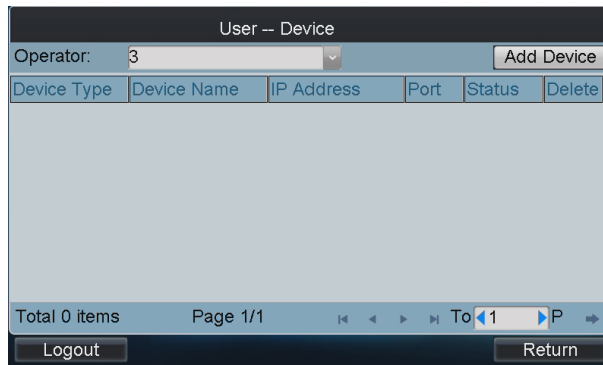 User -- Device
Operator: 3 Add Device
Device Type Device Name IP Address Port Status Delete
Total 0 items Page 1/1 To 1 P
Logout Return